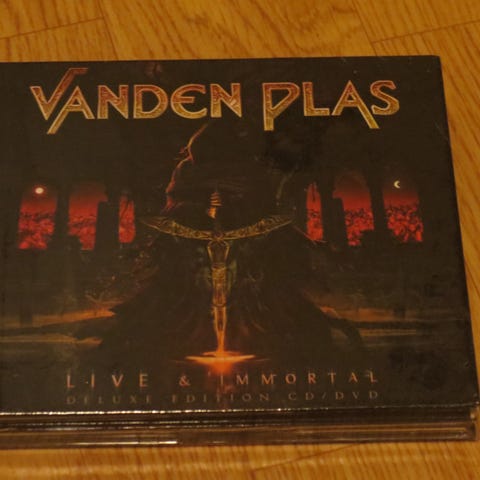 VANDEN PLAS
LIVE & IMMORTAL
DELUXE EDITION CD/DVD